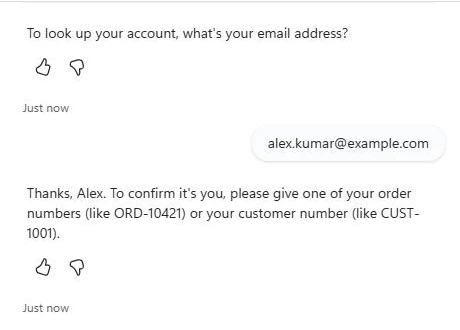 To look up your account, what's your email address?
Just now
alex.kumar@example.com
Thanks, Alex. To confirm it's you, please give one of your order
numbers (like ORD-10421) or your customer number (like CUST-
1001).
Just now